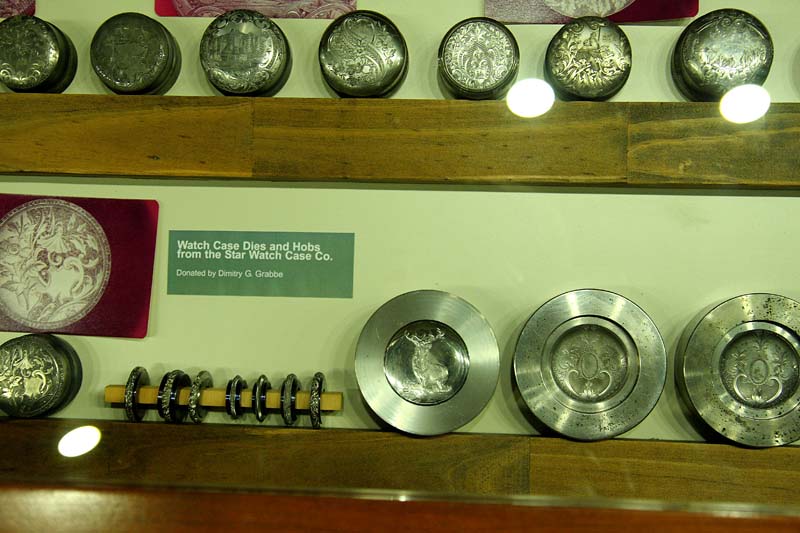 Watch Case Dies and Hobs
from the Star Watch Case Co.
Donated by Dimitry G. Grabbe